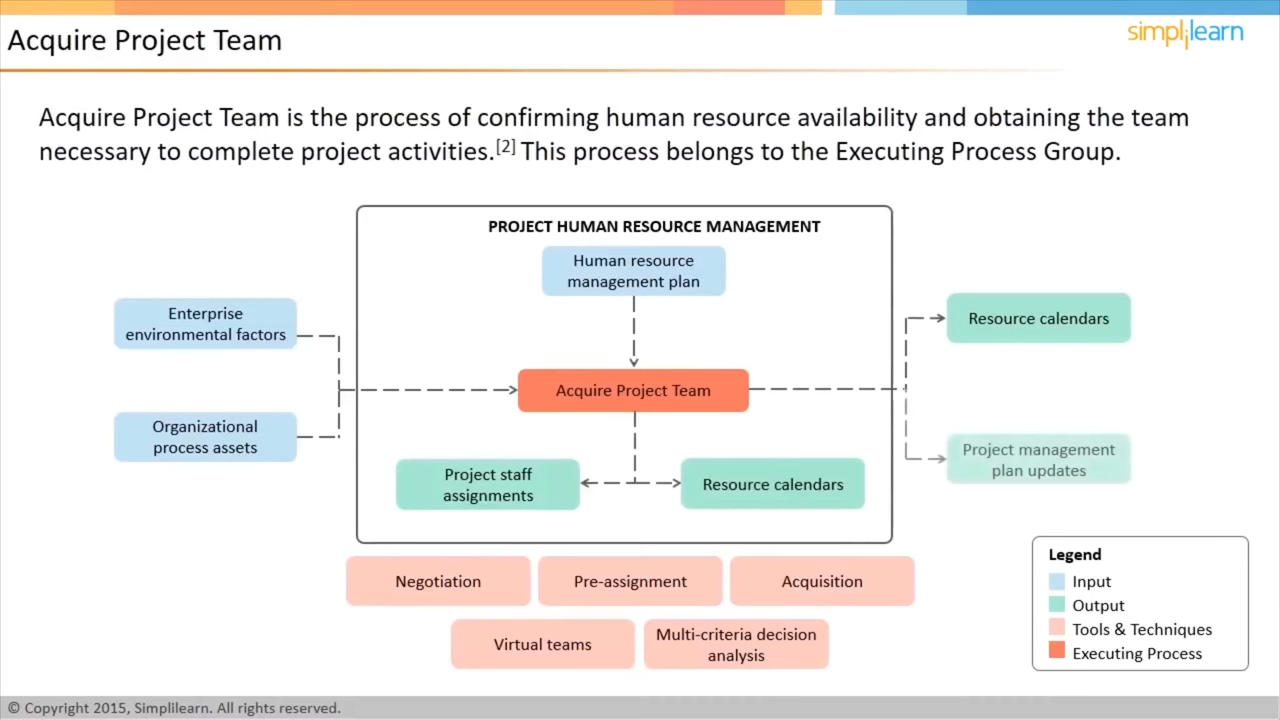 Acquire Project Team
simplilearn
Acquire Project Team is the process of confirming human resource availability and obtaining the team
necessary to complete project activities.[2] This process belongs to the Executing Process Group.
PROJECT HUMAN RESOURCE MANAGEMENT
Human resource
management plan
Enterprise
environmental factors
Resource calendars
Acquire Project Team
Organizational
process assets
Project management
plan updates
Project staff
assignments
Resource calendars
Negotiation
Pre-assignment
Acquisition
Virtual teams
Multi-criteria decision
analysis
Legend
Input
Output
Tools & Techniques
Executing Process
© Copyright 2015, Simplilearn. All rights reserved.